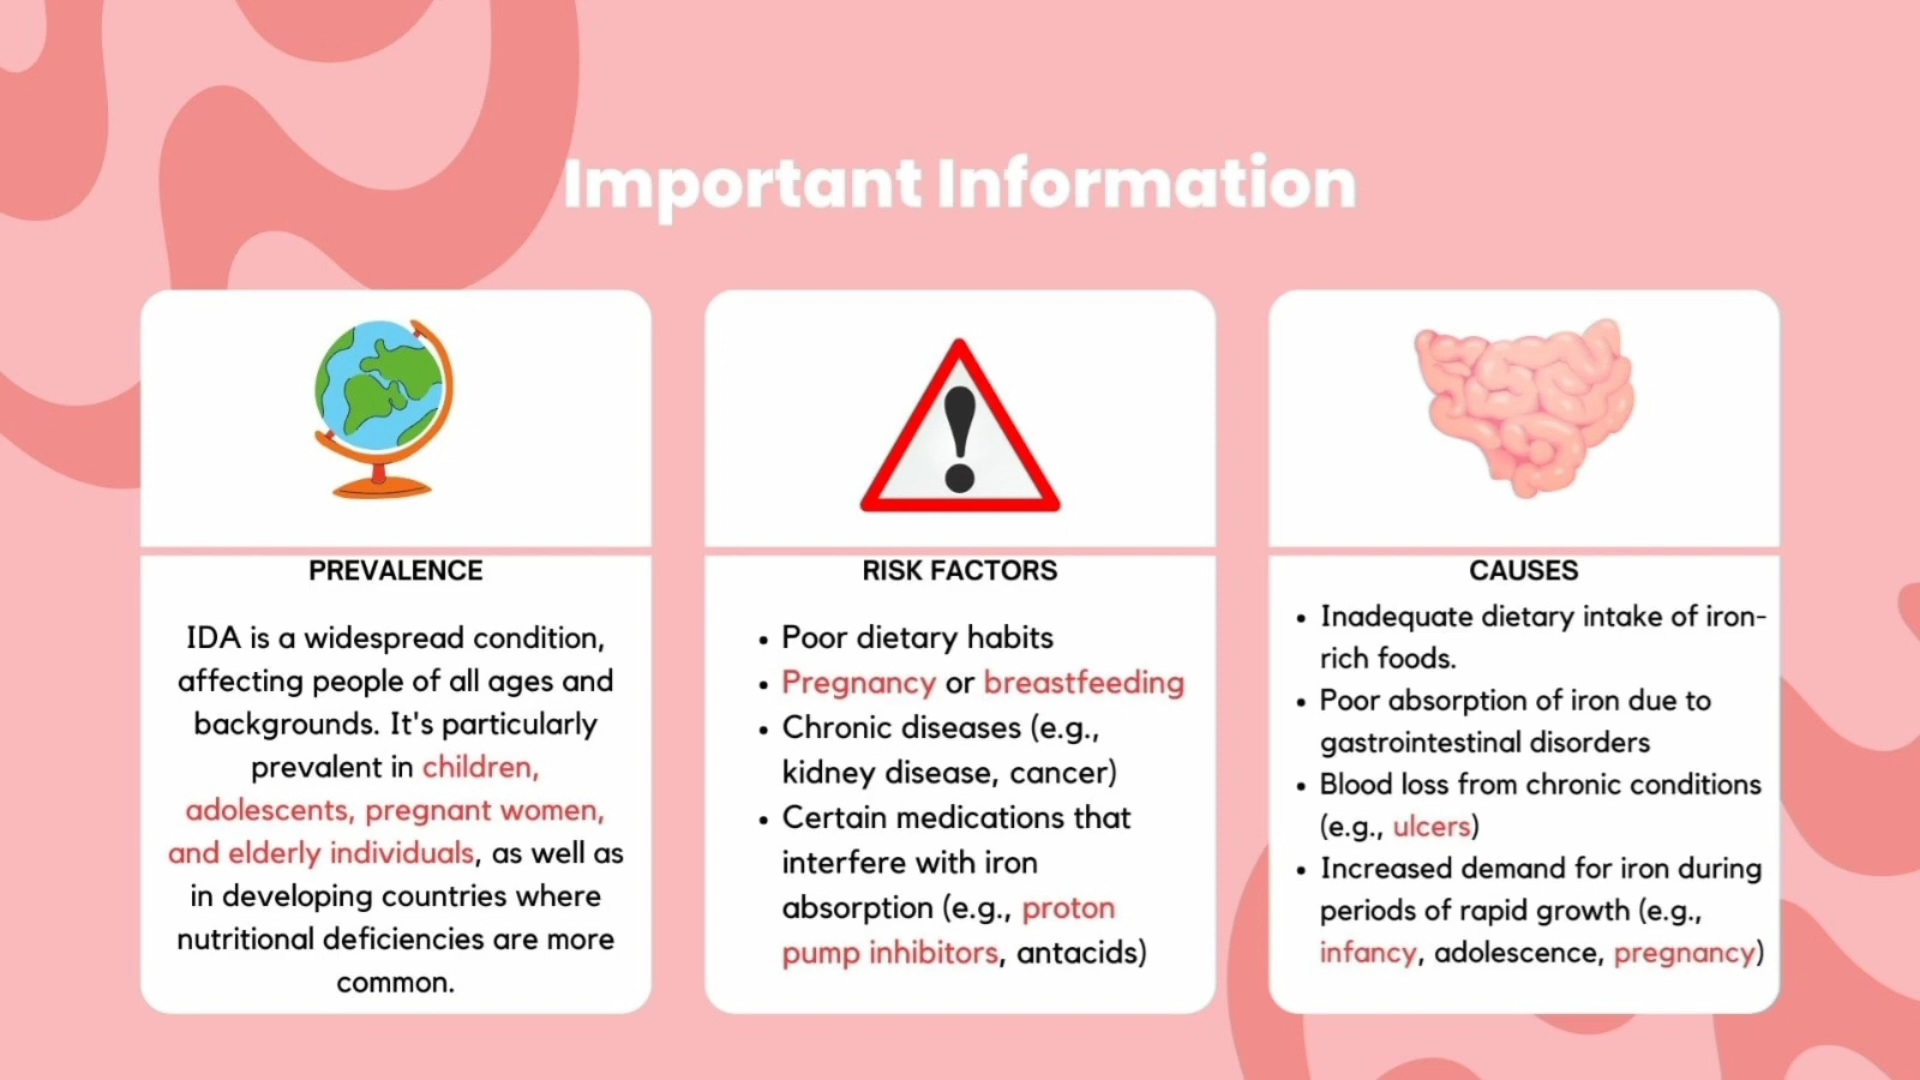 Important Information
PREVALENCE
IDA is a widespread condition,
affecting people of all ages and
backgrounds. It's particularly
prevalent in children,
adolescents, pregnant women,
and elderly individuals, as well as
in developing countries where
nutritional deficiencies are more
common.
RISK FACTORS
• Poor dietary habits
• Pregnancy or breastfeeding
• Chronic diseases (e.g.,
kidney disease, cancer)
• Certain medications that
interfere with iron
absorption (e.g., proton
pump inhibitors, antacids)
CAUSES
• Inadequate dietary intake of iron-
rich foods.
• Poor absorption of iron due to
gastrointestinal disorders
• Blood loss from chronic conditions
(e.g., ulcers)
• Increased demand for iron during
periods of rapid growth (e.g.,
infancy, adolescence, pregnancy)